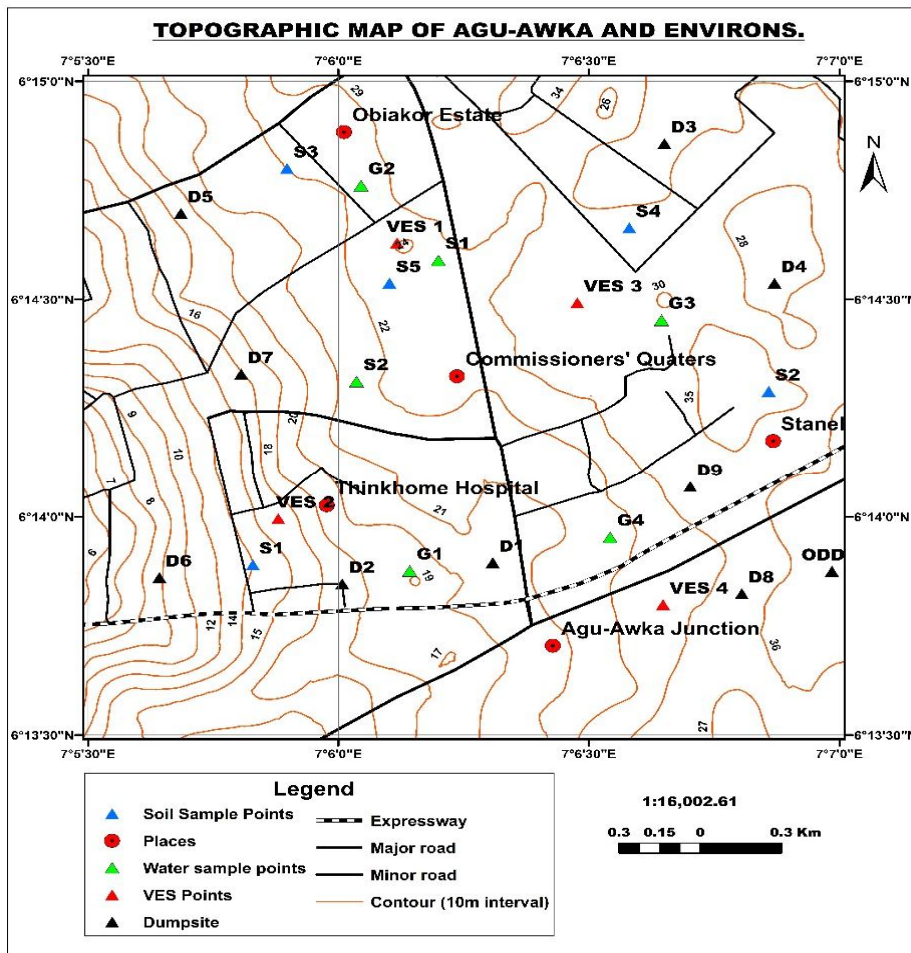 TOPOGRAPHIC MAP OF AGU-AWKA AND ENVIRONS.
7°5'30"E 7°6'0"E 7°6'30"E 7°7'0"E
6°15'0"N 6°15'0"N
29
34
26
Obiakor Estate
D3
N
S3
G2
D5
S4
VES 1
S1
28
D4
S5
VES 3
30
G3
6°14'30"N 6°14'30"N
16
22
D7
S2
Commissioners' Quaters
S2
35
9
20
Stanel
10
18
7
D9
8
VES 2
Thinkhome Hospital
21
6°14'0"N 6°14'0"N
6
S1
G4
D6
D2
G1
19
D1
ODD
VES 4
D8
12
14
15
Agu-Awka Junction
17
36
27
6°13'30"N 6°13'30"N
7°5'30"E 7°6'0"E 7°6'30"E 7°7'0"E
Legend
Soil Sample Points
Places
Water sample points
VES Points
Dumpsite
Expressway
Major road
Minor road
Contour (10m interval)
1:16,002.61
0.3 0.15 0 0.3 Km